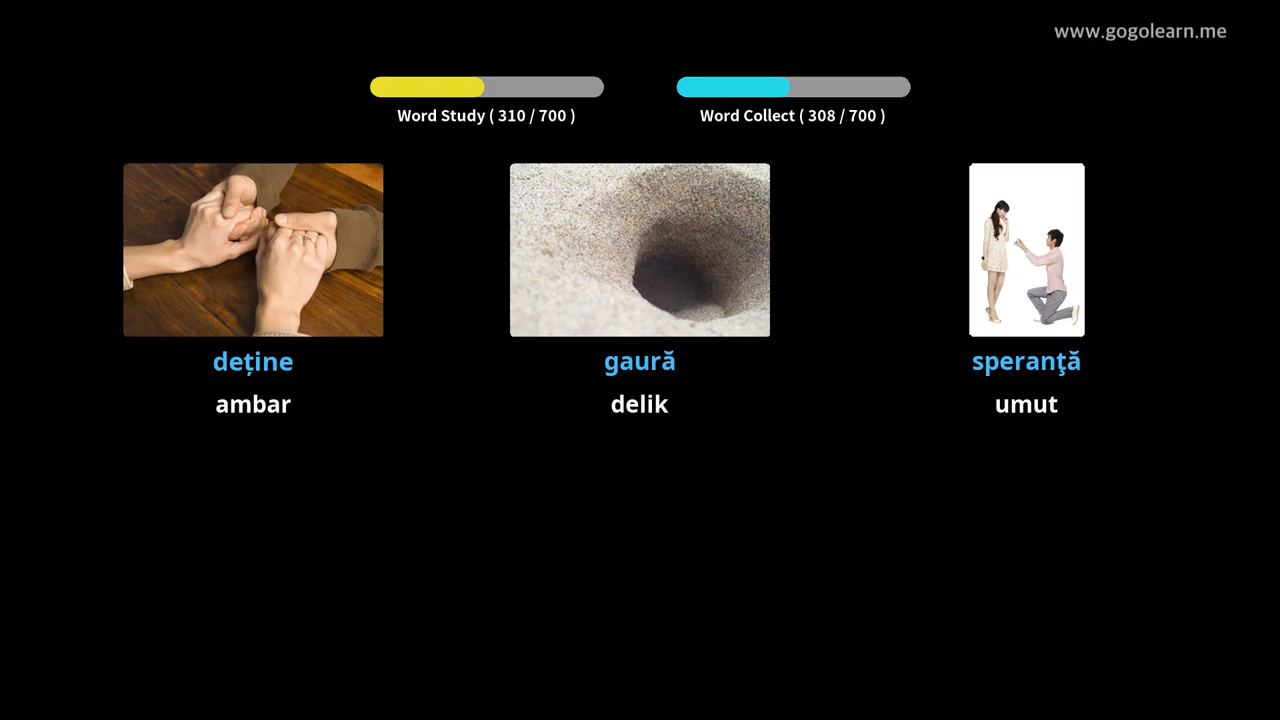 www.gogolearn.me
Word Study ( 310 / 700 )
Word Collect ( 308 / 700 )
deține
gaură
speranţă
ambar
delik
umut